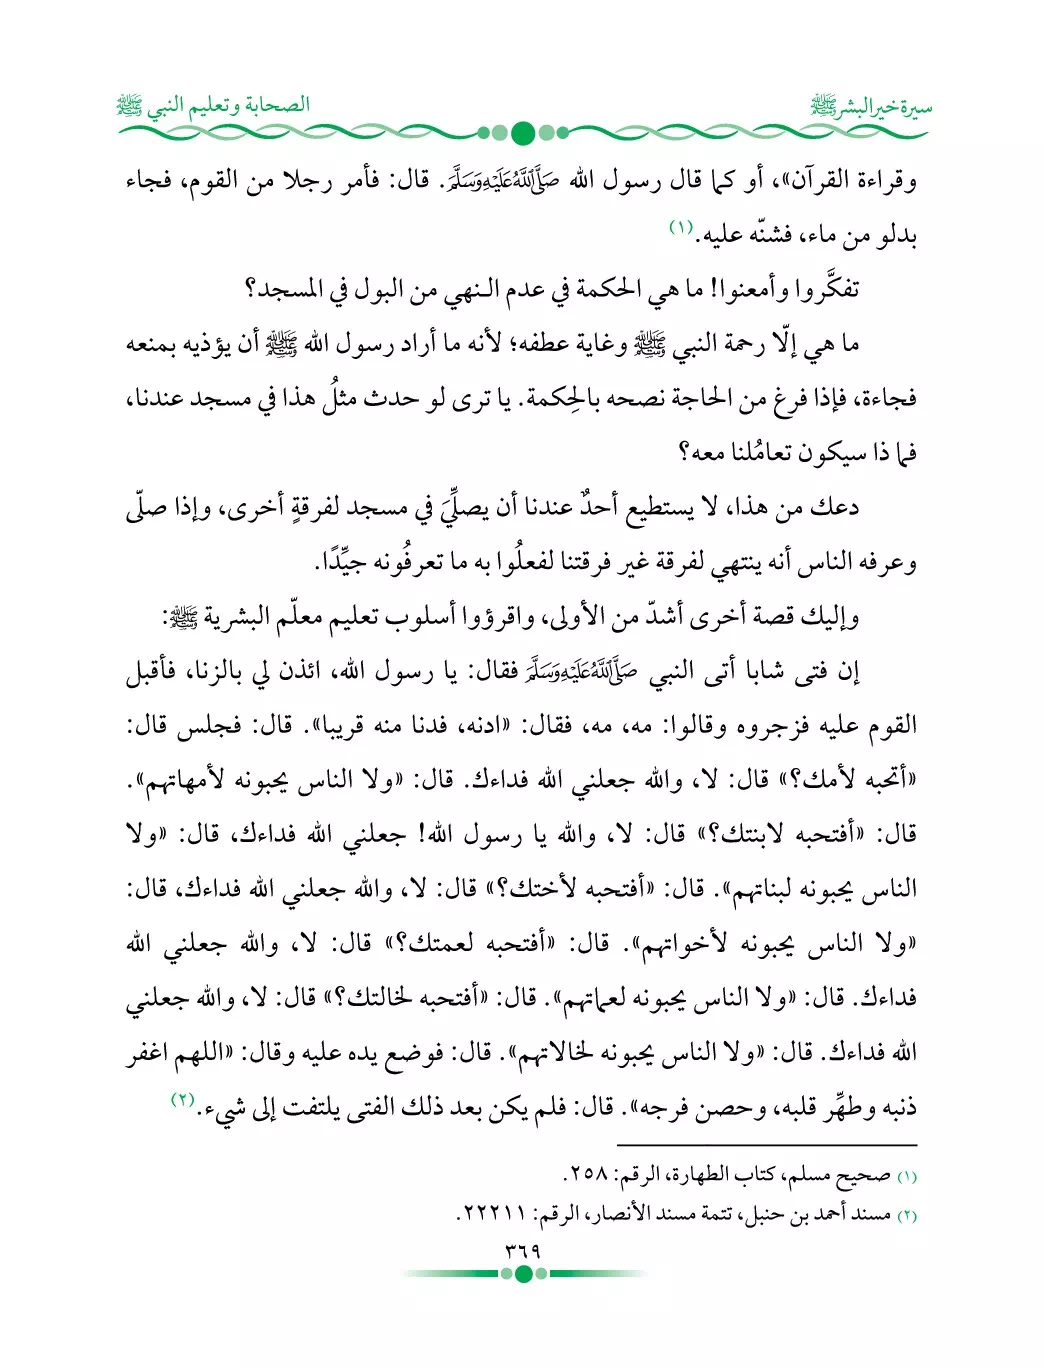 سيرة خير البشر ﷺ
الصحابة وتعليم النبي ﷺ
وقراءة القرآن»، أو كما قال رسول الله ﷺ. قال: فأمر رجلا من القوم، فجاء
بدلو من ماء، فشنّه عليه.(١)
تفكَّروا وأمعنوا! ما هي الحكمة في عدم النهي من البول في المسجد؟
ما هي إلّا رحمة النبي ﷺ وغاية عطفه؛ لأنه ما أراد رسول الله ﷺ أن يؤذيه بمنعه
فجاءة، فإذا فرغ من الحاجة نصحه بالحِكمة. يا ترى لو حدث مثلُ هذا في مسجد عندنا،
فما ذا سيكون تعامُلنا معه؟
دعك من هذا، لا يستطيع أحدٌ عندنا أن يصلِّيَ في مسجد لفرقةٍ أخرى، وإذا صلّى
وعرفه الناس أنه ينتهي لفرقة غير فرقتنا لفعلُوا به ما تعرفُونه جيِّدًا.
وإليك قصة أخرى أشدّ من الأولى، واقرؤوا أسلوب تعليم معلّم البشرية ﷺ:
إن فتى شابا أتى النبي ﷺ فقال: يا رسول الله، ائذن لي بالزنا، فأقبل
القوم عليه فزجروه وقالوا: مه، مه، فقال: «ادنه، فدنا منه قريبا». قال: فجلس قال:
«أتحبه لأمك؟» قال: لا، والله جعلني الله فداءك. قال: «ولا الناس يحبونه لأمهاتهم».
قال: «أفتحبه لابنتك؟» قال: لا، والله يا رسول الله! جعلني الله فداءك، قال: «ولا
الناس يحبونه لبناتهم». قال: «أفتحبه لأختك؟» قال: لا، والله جعلني الله فداءك، قال:
«ولا الناس يحبونه لأخواتهم». قال: «أفتحبه لعمتك؟» قال: لا، والله جعلني الله
فداءك. قال: «ولا الناس يحبونه لعماتهم». قال: «أفتحبه لخالتك؟» قال: لا، والله جعلني
الله فداءك. قال: «ولا الناس يحبونه لخالاتهم». قال: فوضع يده عليه وقال: «اللهم اغفر
ذنبه وطهِّر قلبه، وحصن فرجه». قال: فلم يكن بعد ذلك الفتى يلتفت إلى شيء.(٢)
(١) صحيح مسلم، كتاب الطهارة، الرقم: ٢٥٨.
(٢) مسند أحمد بن حنبل، تتمة مسند الأنصار، الرقم: ٢٢٢١١.
٣٦٩